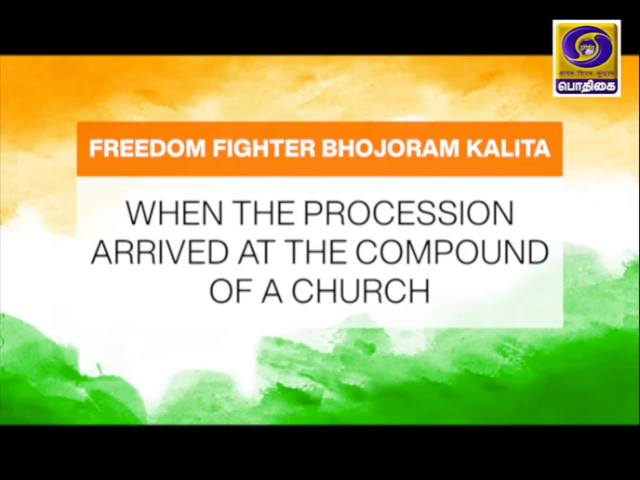 பொதிகை
FREEDOM FIGHTER BHOJORAM KALITA
WHEN THE PROCESSION
ARRIVED AT THE COMPOUND
OF A CHURCH